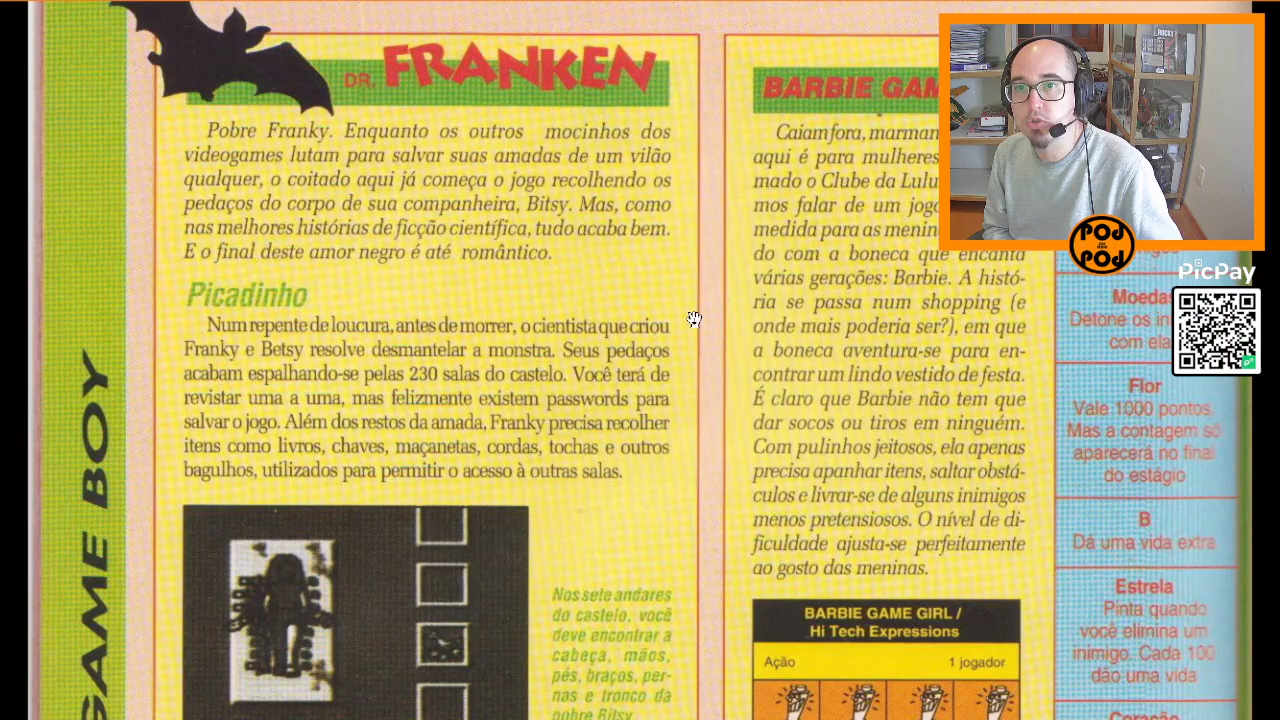 GAME BOY
DR. FRANKEN
Pobre Franky. Enquanto os outros mocinhos dos
videogames lutam para salvar suas amadas de um vilão
qualquer, o coitado aqui já começa o jogo recolhendo os
pedaços do corpo de sua companheira, Bitsy. Mas, como
nas melhores histórias de ficção científica, tudo acaba bem.
E o final deste amor negro é até romântico.
Picadinho
Num repente de loucura, antes de morrer, o cientista que criou
Franky e Betsy resolve desmantelar a monstra. Seus pedaços
acabam espalhando-se pelas 230 salas do castelo. Você terá de
revistar uma a uma, mas felizmente existem passwords para
salvar o jogo. Além dos restos da amada, Franky precisa recolher
itens como livros, chaves, maçanetas, cordas, tochas e outros
bagulhos, utilizados para permitir o acesso à outras salas.
Nos sete andares
do castelo, você
deve encontrar a
cabeça, mãos,
pés, braços, per-
nas e tronco da
pobre Bitsy
BARBIE GAM
Caiam fora, marman
aqui é para mulheres
mado o Clube da Lulu
mos falar de um jogo
medida para as menin
do com a boneca que encanta
várias gerações: Barbie. A histó-
ria se passa num shopping (e
onde mais poderia ser?), em que
a boneca aventura-se para en-
contrar um lindo vestido de festa.
É claro que Barbie não tem que
dar socos ou tiros em ninguém.
Com pulinhos jeitosos, ela apenas
precisa apanhar itens, saltar obstá-
culos e livrar-se de alguns inimigos
menos pretensiosos. O nível de di-
ficuldade ajusta-se perfeitamente
ao gosto das meninas.
BARBIE GAME GIRL /
Hi Tech Expressions
Ação 1 jogador
Moedas
Detone os in
com ela
Flor
Vale 1000 pontos.
Mas a contagem só
aparecerá no final
do estágio
B
Dá uma vida extra
Estrela
Pinta quando
você elimina um
inimigo. Cada 100
dão uma vida
Coração
POD
POD
PicPay
ROCKY